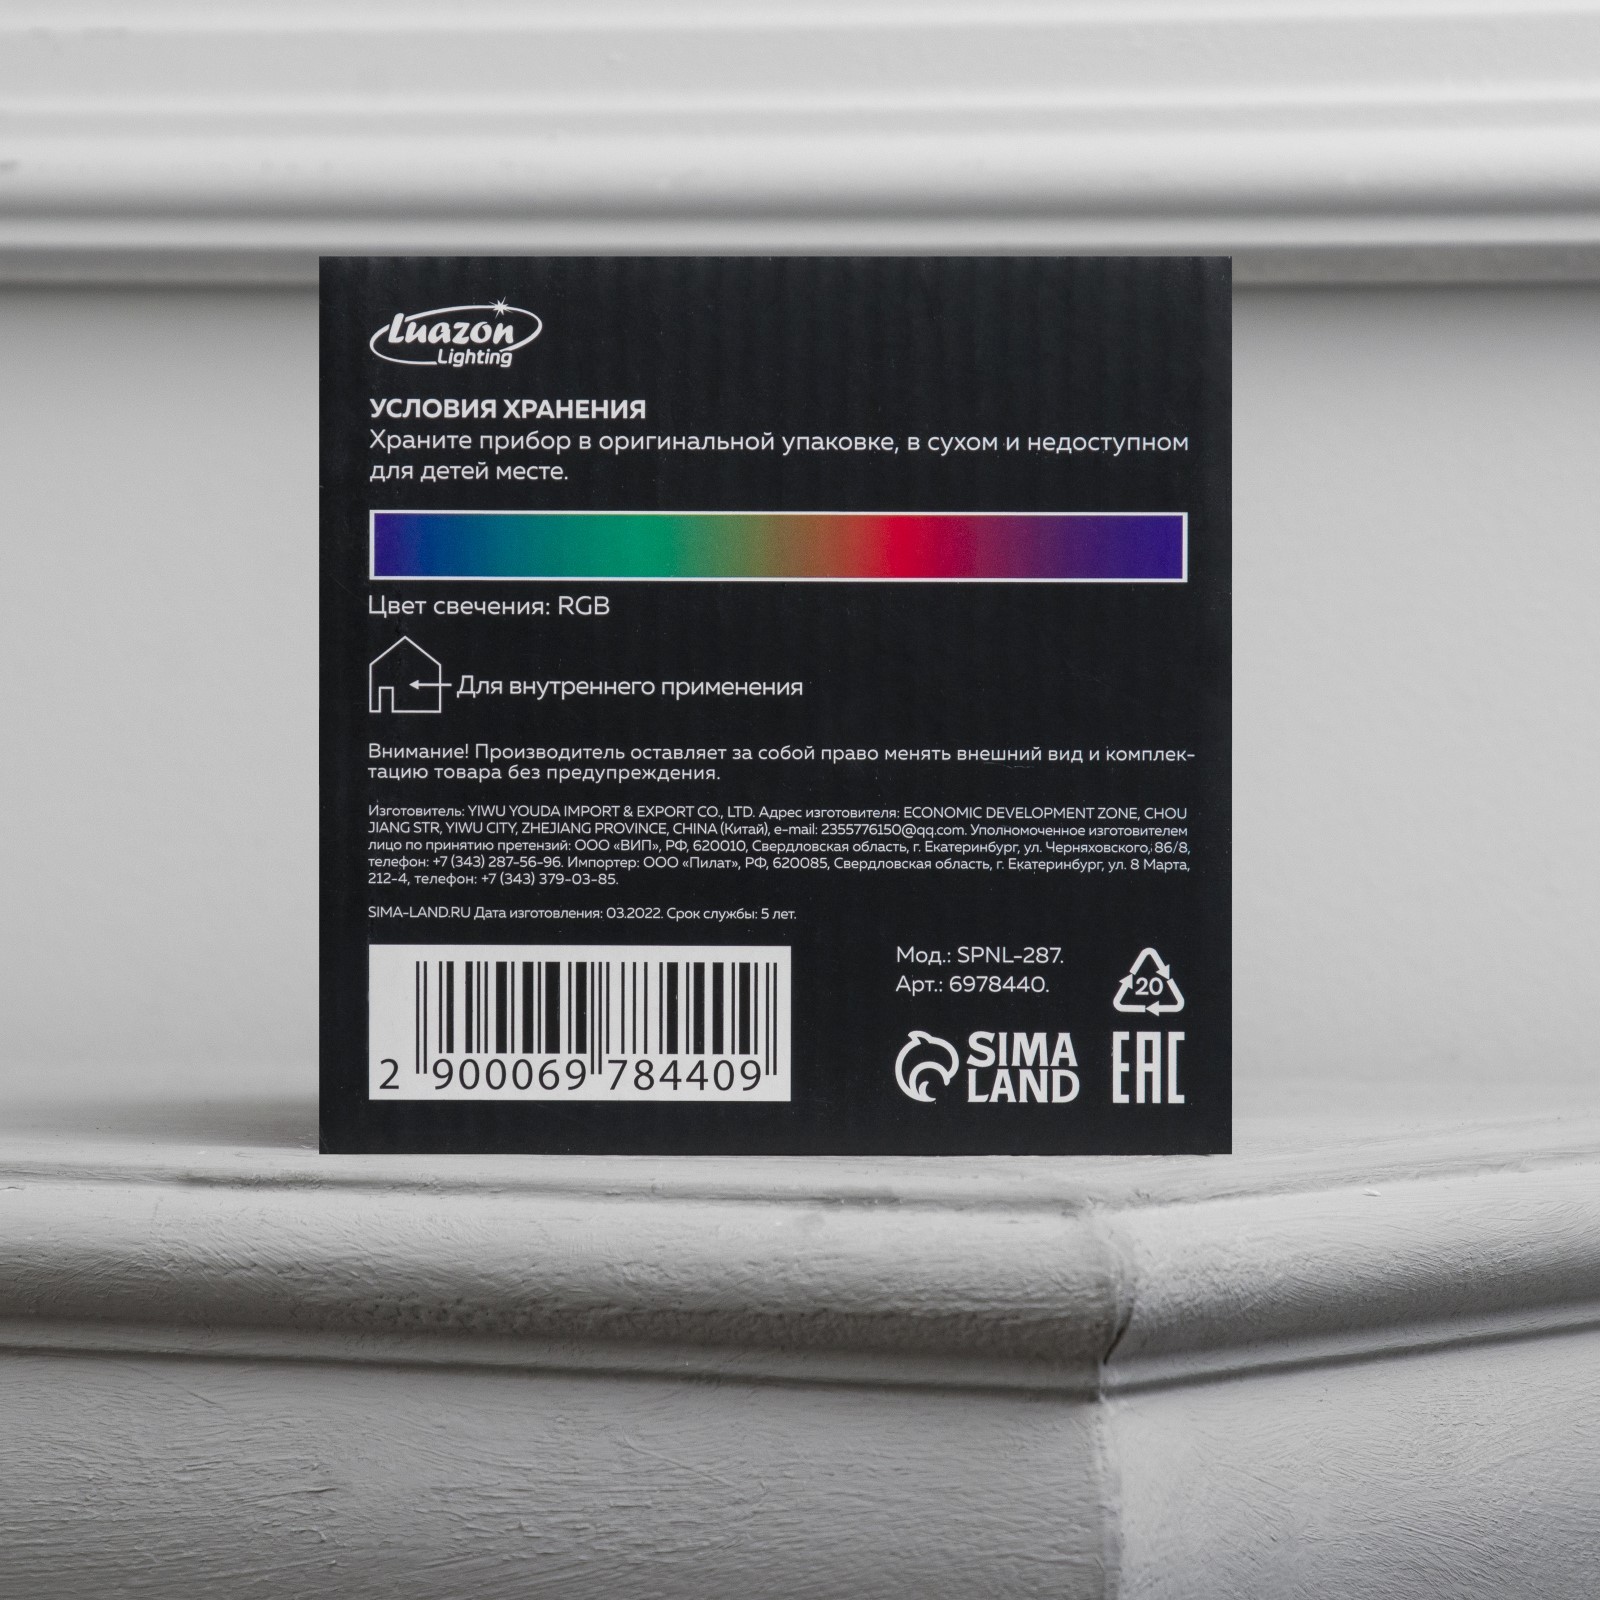 Luazon
Lighting
УСЛОВИЯ ХРАНЕНИЯ
Храните прибор в оригинальной упаковке, в сухом и недоступном
для детей месте.
Цвет свечения: RGB
Для внутреннего применения
Внимание! Производитель оставляет за собой право менять внешний вид и комплек-
тацию товара без предупреждения.
Изготовитель: YIWU YOUDA IMPORT & EXPORT CO., LTD. Адрес изготовителя: ECONOMIC DEVELOPMENT ZONE, CHOU
JIANG STR, YIWU CITY, ZHEJIANG PROVINCE, CHINA (Китай), e-mail: 2355776150@qq.com. Уполномоченное изготовителем
лицо по принятию претензий: ООО «ВИП», РФ, 620010, Свердловская область, г. Екатеринбург, ул. Черняховского, 86/8,
телефон: +7 (343) 287-56-96. Импортер: ООО «Пилат», РФ, 620085, Свердловская область, г. Екатеринбург, ул. 8 Марта,
212-4, телефон: +7 (343) 379-03-85.
SIMA-LAND.RU Дата изготовления: 03.2022. Срок службы: 5 лет.
2 900069 784409
Мод.: SPNL-287.
Арт.: 6978440.
20
SIMA
LAND
EAC